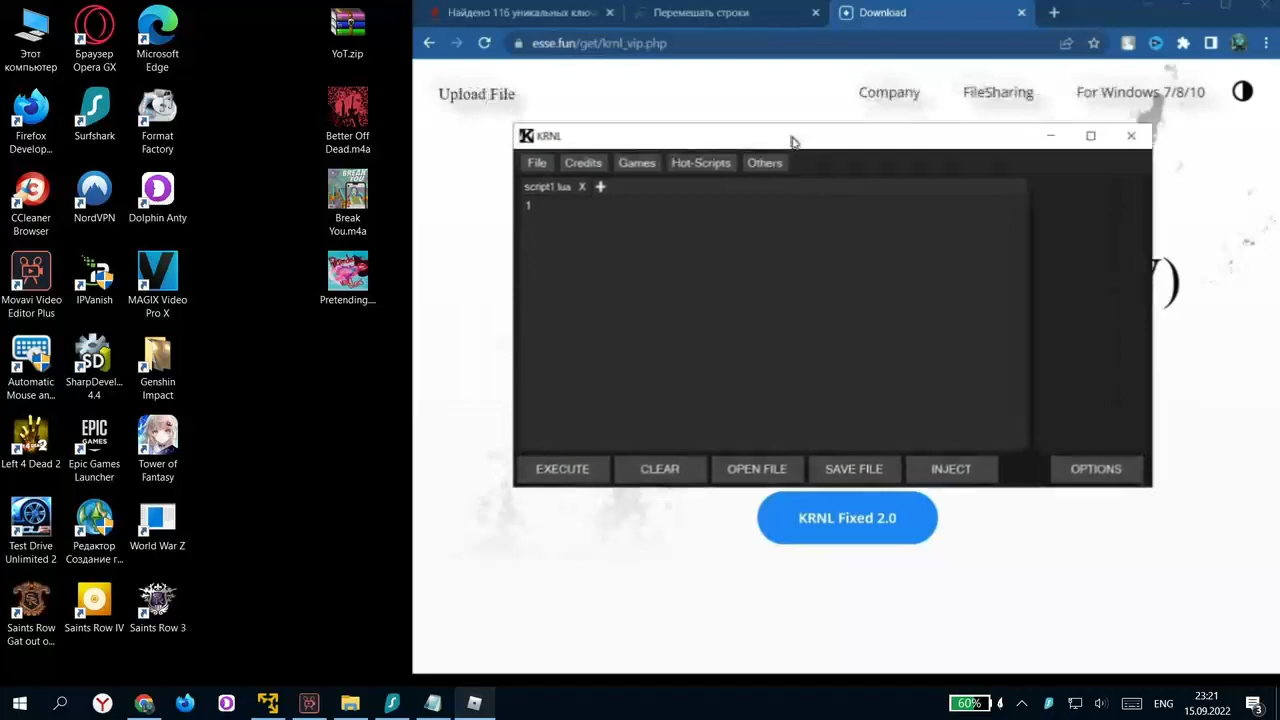 Этот
компьютер
Браузер
Opera GX
Microsoft
Edge
YoT.zip
Firefox
Develop...
Surfshark
Format
Factory
Better Off
Dead.m4a
CCleaner
Browser
NordVPN
Dolphin Anty
Break
You.m4a
Movavi Video
Editor Plus
IPVanish
MAGIX Video
Pro X
Pretending....
Automatic
Mouse an...
SharpDevel...
4.4
Genshin
Impact
Left 4 Dead 2
Epic Games
Launcher
Tower of
Fantasy
Test Drive
Unlimited 2
Редактор
Создание г...
World War Z
Saints Row
Gat out o...
Saints Row IV
Saints Row 3
Найдено 116 уникальных ключ
Перемешать строки
Download
esse.fun/get/krnl_vip.php
Upload File
Company
FileSharing
For Windows 7/8/10
KRNL
File
Credits
Games
Hot-Scripts
Others
script1.lua X
1
EXECUTE
CLEAR
OPEN FILE
SAVE FILE
INJECT
OPTIONS
KRNL Fixed 2.0
60%
ENG
23:21
15.09.2022
3